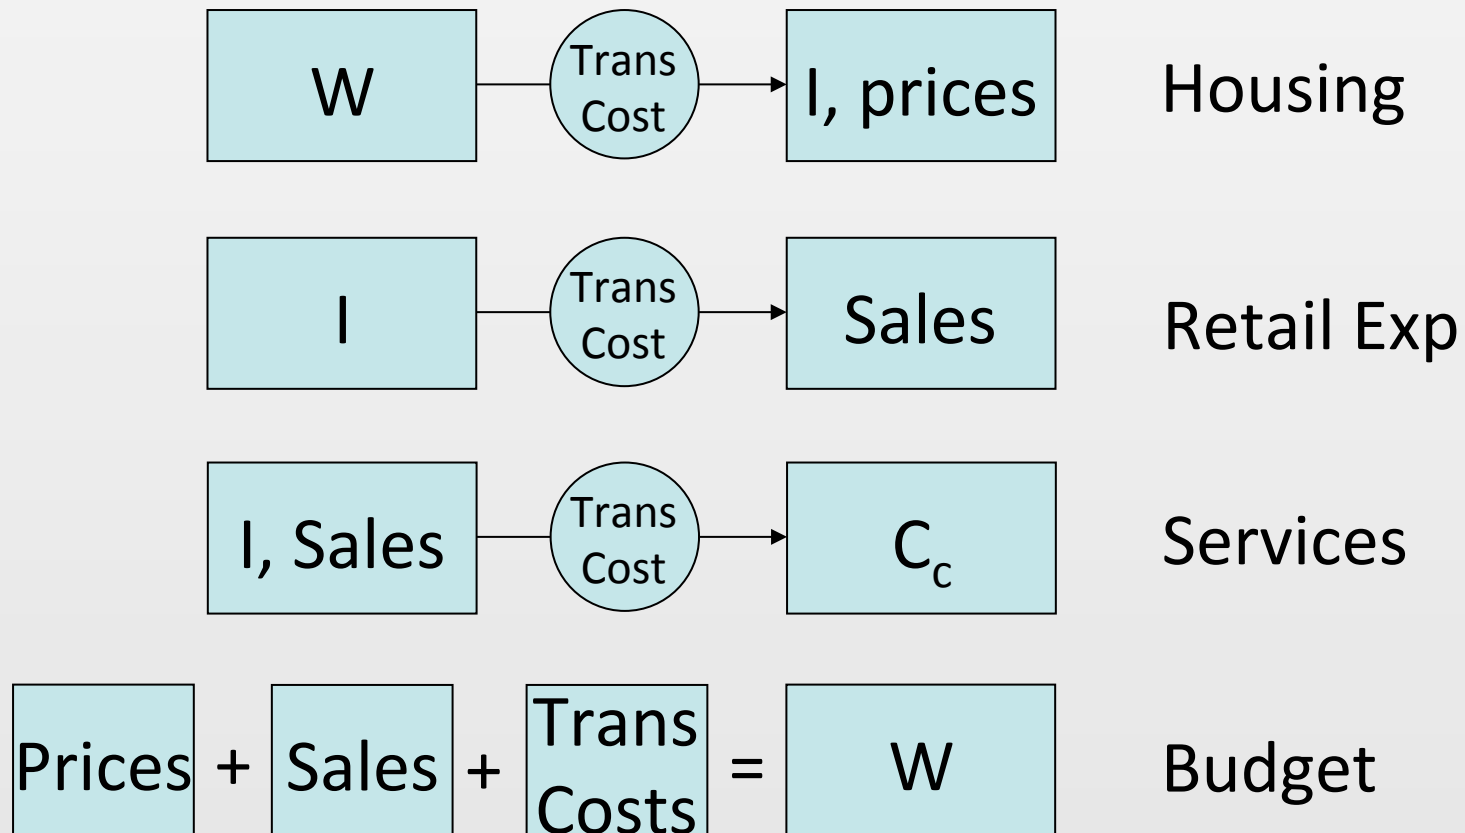 W
Trans
Cost
I, prices
Housing
I
Trans
Cost
Sales
Retail Exp
I, Sales
Trans
Cost
Cc
Services
Prices + Sales + Trans Costs = W Budget